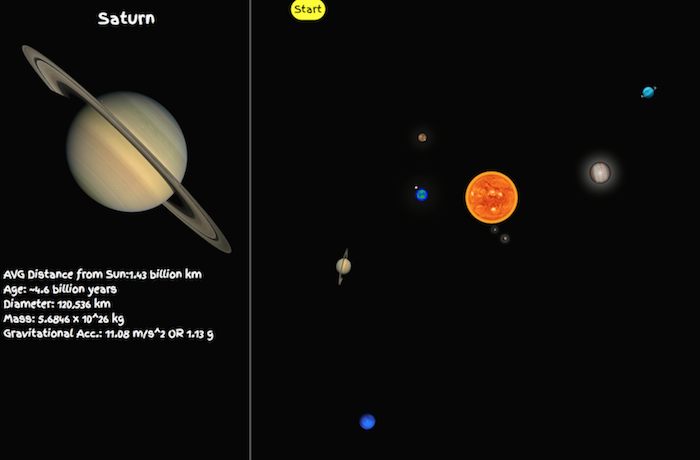 Saturn
Start
AVG Distance from Sun:1.43 billion km
Age: ~4.6 billion years
Diameter: 120,536 km
Mass: 5.6846 x 10^26 kg
Gravitational Acc.: 11.08 m/s^2 OR 1.13 g